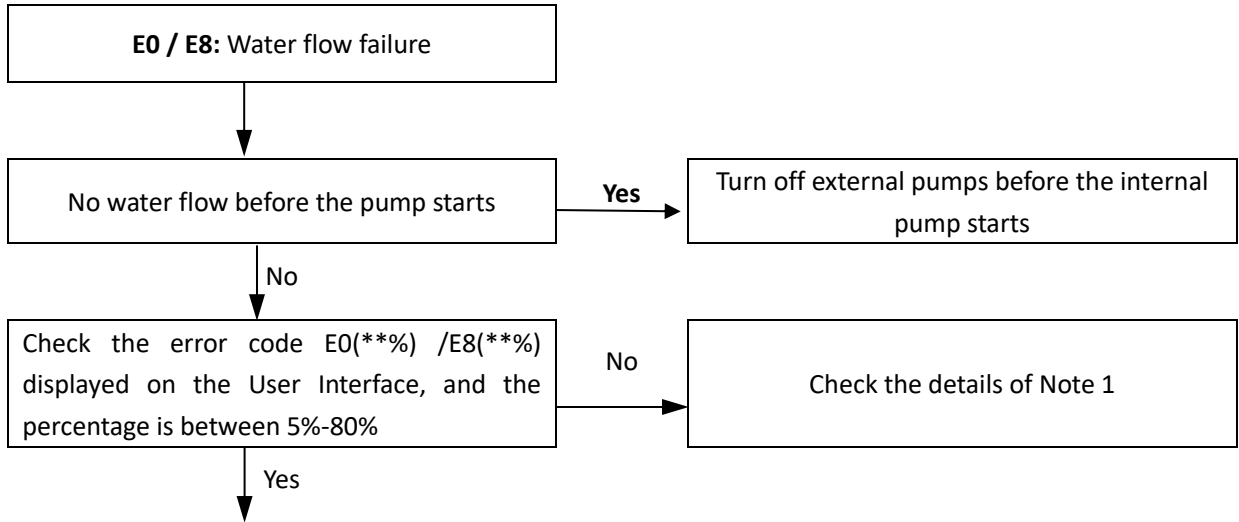 E0 / E8: Water flow failure
No water flow before the pump starts
Yes
Turn off external pumps before the internal
pump starts
No
Check the error code E0(**%) /E8(**%)
displayed on the User Interface, and the
percentage is between 5%-80%
No
Check the details of Note 1
Yes